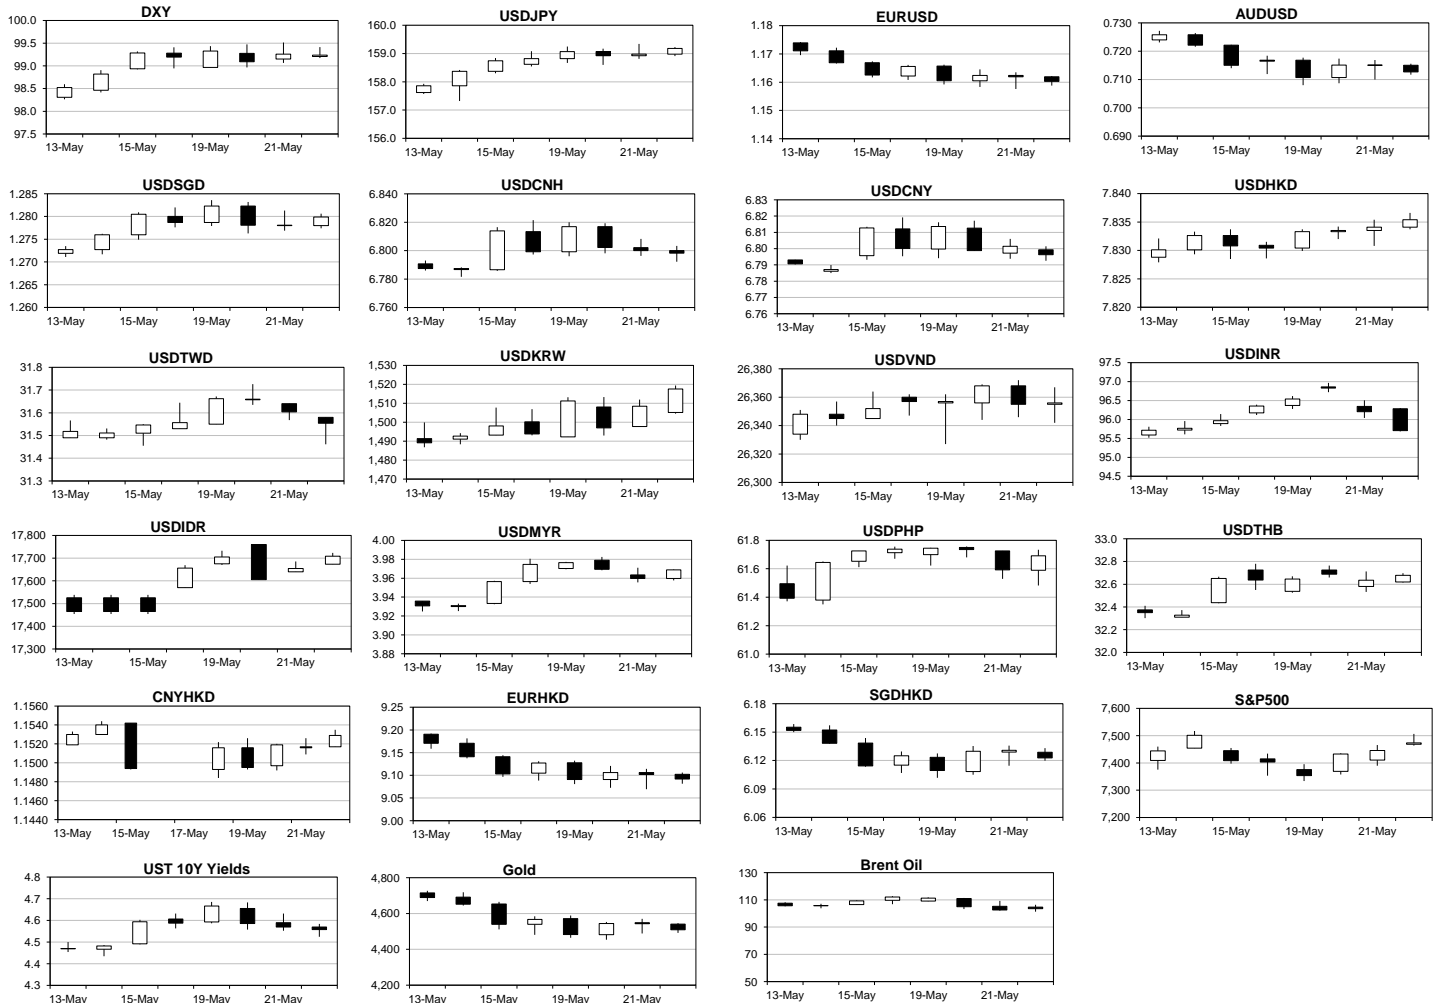 DXY
100.0
99.5
99.0
98.5
98.0
97.5
13-May
15-May
19-May
21-May
USDJPY
160.0
159.0
158.0
157.0
156.0
13-May
15-May
19-May
21-May
EURUSD
1.18
1.17
1.16
1.15
1.14
13-May
15-May
19-May
21-May
AUDUSD
0.730
0.720
0.710
0.700
0.690
13-May
15-May
19-May
21-May
USDSGD
1.285
1.280
1.275
1.270
1.265
1.260
13-May
15-May
19-May
21-May
USDCNH
6.840
6.820
6.800
6.780
6.760
13-May
15-May
19-May
21-May
USDCNY
6.83
6.82
6.81
6.80
6.79
6.78
6.77
6.76
13-May
15-May
19-May
21-May
USDHKD
7.840
7.835
7.830
7.825
7.820
13-May
15-May
19-May
21-May
USDTWD
31.8
31.7
31.6
31.5
31.4
31.3
13-May
15-May
19-May
21-May
USDKRW
1,530
1,520
1,510
1,500
1,490
1,480
1,470
13-May
15-May
19-May
21-May
USDVND
26,380
26,360
26,340
26,320
26,300
13-May
15-May
19-May
21-May
USDINR
97.5
97.0
96.5
96.0
95.5
95.0
94.5
13-May
15-May
19-May
21-May
USDIDR
17,800
17,700
17,600
17,500
17,400
17,300
13-May
15-May
19-May
21-May
USDMYR
4.00
3.98
3.96
3.94
3.92
3.90
3.88
13-May
15-May
19-May
21-May
USDPHP
61.8
61.6
61.4
61.2
61.0
13-May
15-May
19-May
21-May
USDTHB
33.0
32.8
32.6
32.4
32.2
32.0
13-May
15-May
19-May
21-May
CNYHKD
1.1560
1.1540
1.1520
1.1500
1.1480
1.1460
1.1440
13-May
15-May
17-May
19-May
21-May
EURHKD
9.25
9.20
9.15
9.10
9.05
9.00
13-May
15-May
19-May
21-May
SGDHKD
6.18
6.15
6.12
6.09
6.06
13-May
15-May
19-May
21-May
S&P500
7,600
7,500
7,400
7,300
7,200
13-May
15-May
19-May
21-May
UST 10Y Yields
4.8
4.7
4.6
4.5
4.4
4.3
13-May
15-May
19-May
21-May
Gold
4,800
4,600
4,400
4,200
13-May
15-May
19-May
21-May
Brent Oil
130
110
90
70
50
13-May
15-May
19-May
21-May